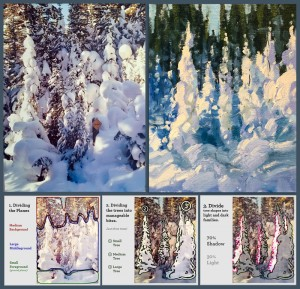 1. Dividing
the Planes
Medium
Background
Large
Middleground
Small
Foreground
2. Dividing
the trees into
manageable
bites.
Small
Tree
Medium
Tree
Large
Tree
3. Divide
tree shapes into
light and dark
families.
70%
Shadow
30%
Light